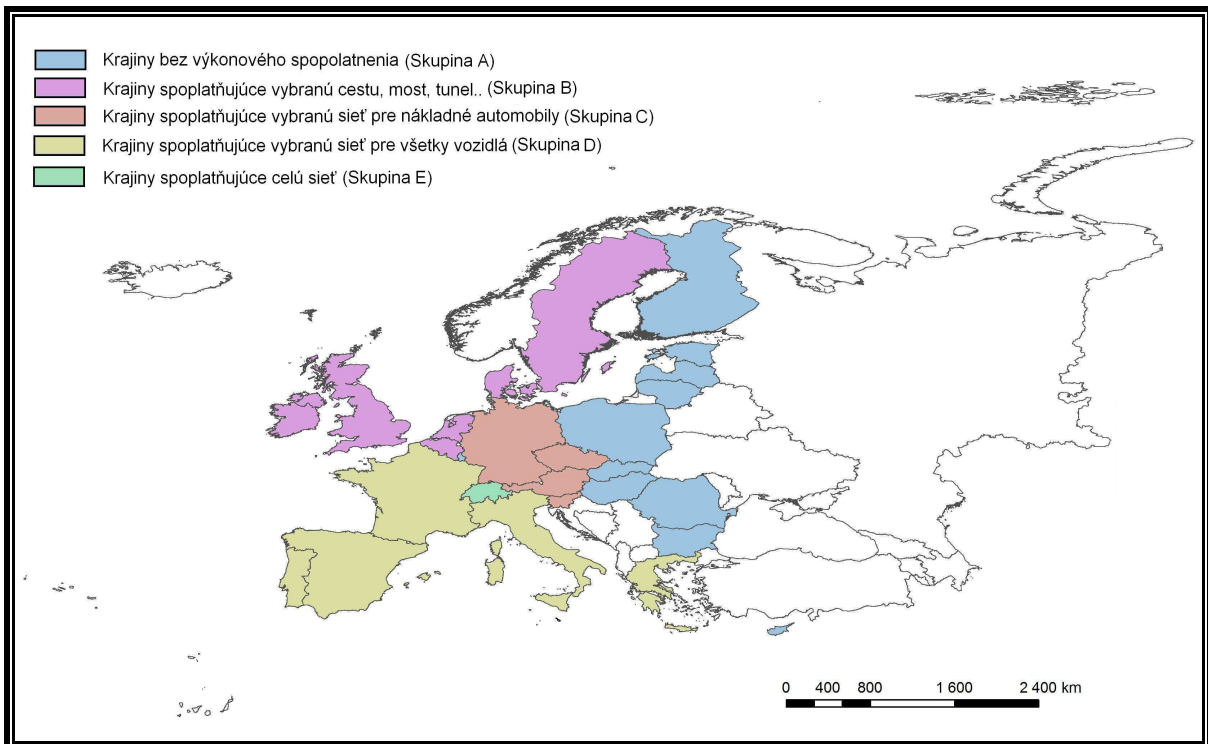 Krajiny bez výkonového spopolatnenia (Skupina A)
Krajiny spoplatňujúce vybranú cestu, most, tunel.. (Skupina B)
Krajiny spoplatňujúce vybranú sieť pre nákladné automobily (Skupina C)
Krajiny spoplatňujúce vybranú sieť pre všetky vozidlá (Skupina D)
Krajiny spoplatňujúce celú sieť (Skupina E)
0 400 800 1 600 2 400 km